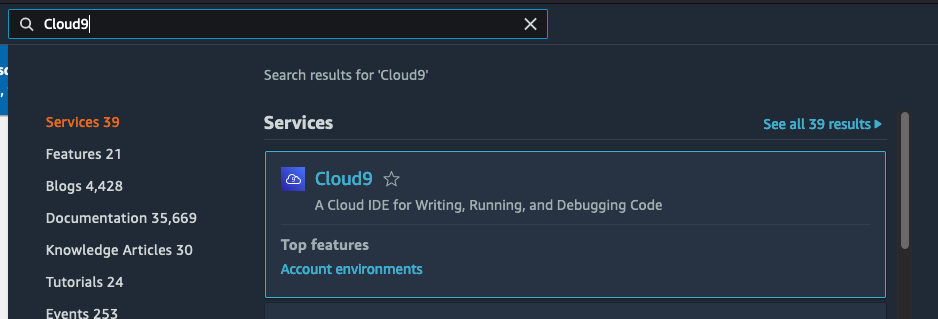 Cloud9
Search results for 'Cloud9'
Services 39
Features 21
Blogs 4,428
Documentation 35,669
Knowledge Articles 30
Tutorials 24
Events 253
Services
See all 39 results
Cloud9
A Cloud IDE for Writing, Running, and Debugging Code
Top features
Account environments